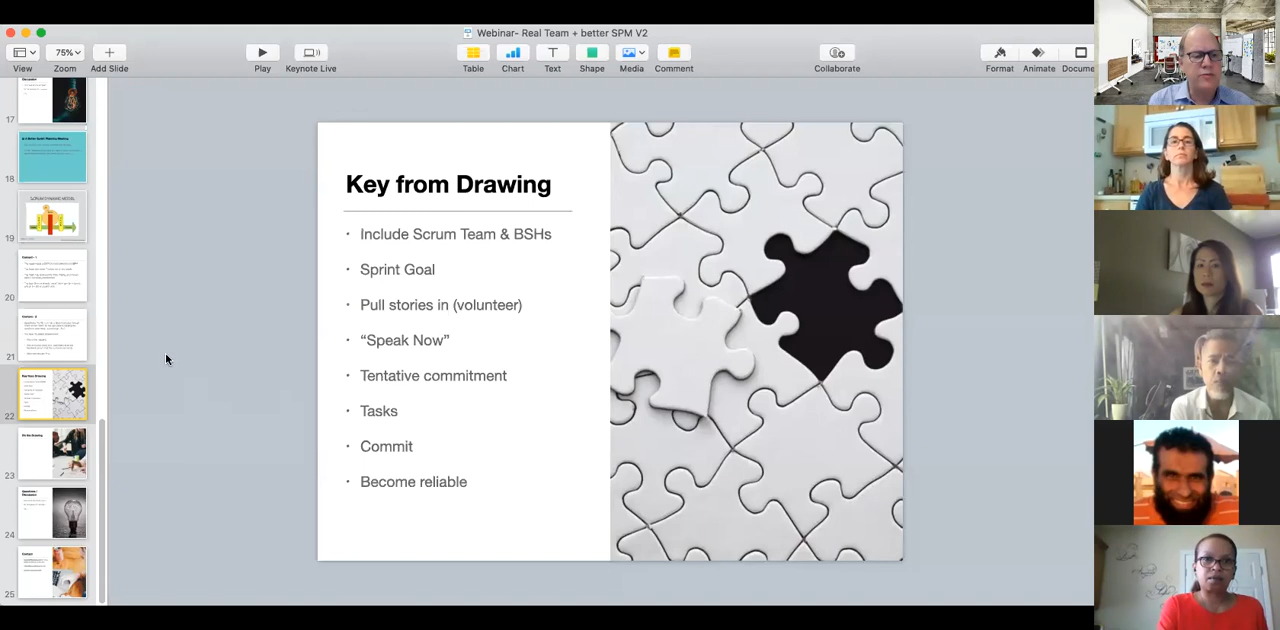 Webinar- Real Team + better SPM V2
75%
View
Zoom
Add Slide
Play
Keynote Live
Table
Chart
Text
Shape
Media
Comment
Collaborate
Format
Animate
Docume
17
18
19
20
21
22
23
24
25
Key from Drawing
• Include Scrum Team & BSHs
• Sprint Goal
• Pull stories in (volunteer)
• “Speak Now”
• Tentative commitment
• Tasks
• Commit
• Become reliable